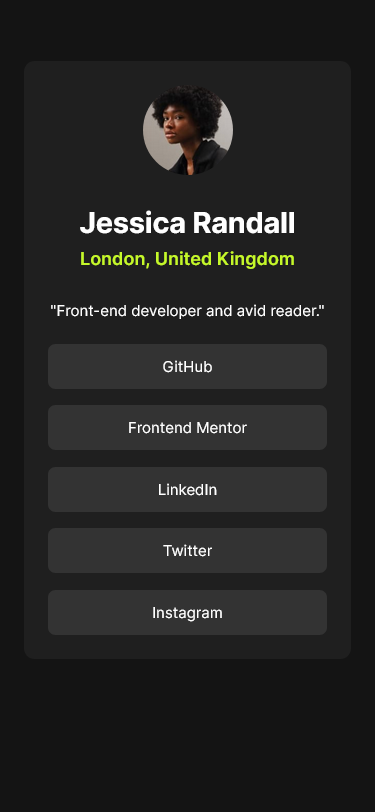 Jessica Randall
London, United Kingdom
"Front-end developer and avid reader."
GitHub
Frontend Mentor
LinkedIn
Twitter
Instagram